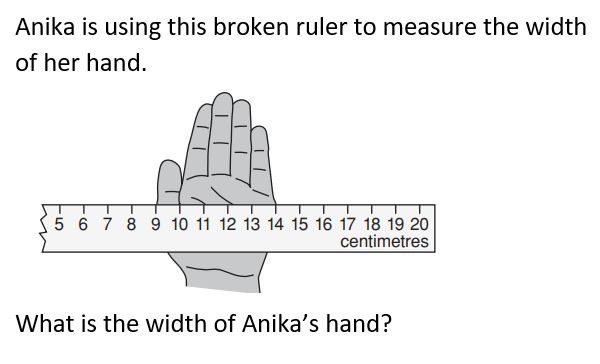 Anika is using this broken ruler to measure the width
of her hand.
5 6 7 8 9 10 11 12 13 14 15 16 17 18 19 20
centimetres
What is the width of Anika’s hand?